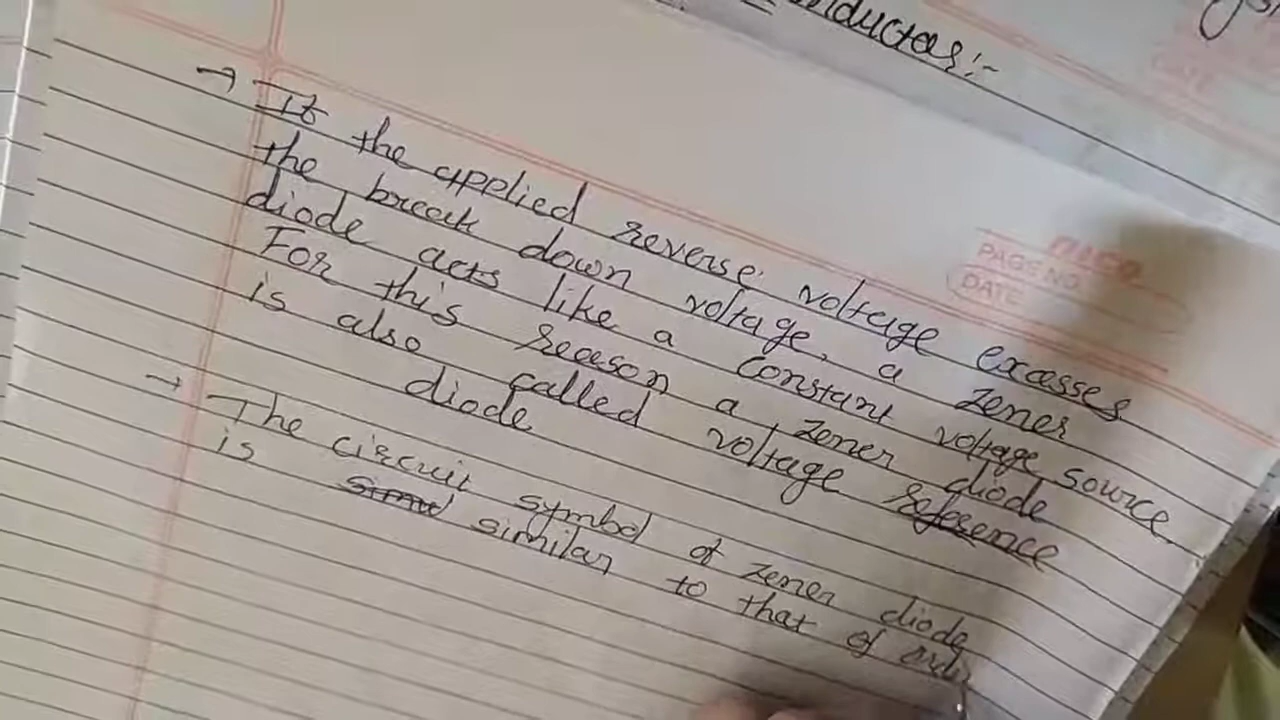 nductors:-
PAGE NO
DATE
→ If the applied reverse voltage excesses
the break down voltage, a zener
diode acts like a constant voltage source
For this reason a zener diode
is also called voltage reference
diode
→ The circuit symbol of zener diode
is similar to that of